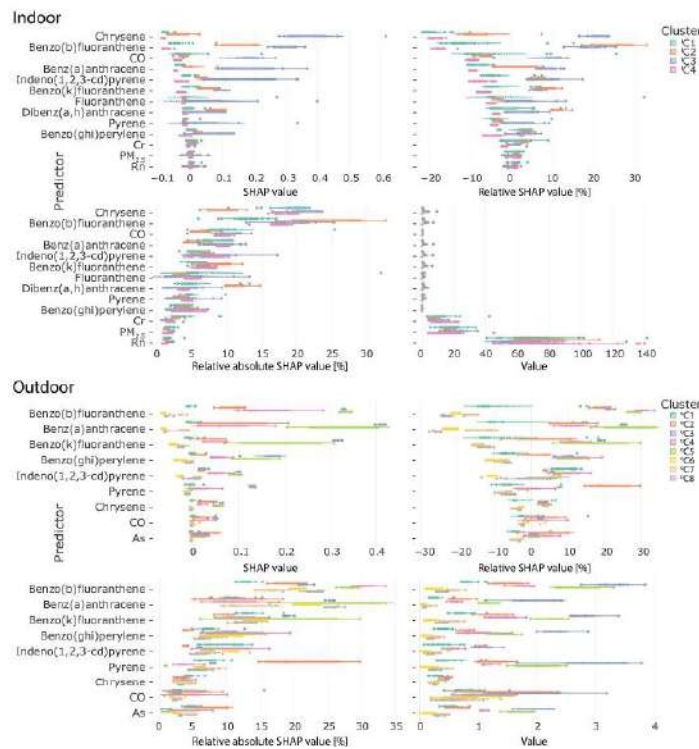 Indoor
Cluster
Chrysene
Benzo(b)fluoranthene
CO
Benz(a)anthracene
Indeno(1,2,3-cd)pyrene
Benzo(k)fluoranthene
Fluoranthene
Dibenz(a,h)anthracene
Pyrene
Benzo(ghi)perylene
Cr
PM2.5
Rn
Predictor
IC1
IC2
IC3
IC4
−0.1 0 0.1 0.2 0.3 0.4 0.5 0.6
SHAP value
−20 −10 0 10 20 30
Relative SHAP value [%]
Chrysene
Benzo(b)fluoranthene
CO
Benz(a)anthracene
Indeno(1,2,3-cd)pyrene
Benzo(k)fluoranthene
Fluoranthene
Dibenz(a,h)anthracene
Pyrene
Benzo(ghi)perylene
Cr
PM2.5
Rn
0 5 10 15 20 25 30
Relative absolute SHAP value [%]
0 20 40 60 80 100 120 140
Value
Outdoor
Cluster
Benzo(b)fluoranthene
Benz(a)anthracene
Benzo(k)fluoranthene
Benzo(ghi)perylene
Indeno(1,2,3-cd)pyrene
Pyrene
Chrysene
CO
As
Predictor
°C1
°C2
°C3
°C4
°C5
°C6
°C7
°C8
0 0.1 0.2 0.3 0.4
SHAP value
−30 −20 −10 0 10 20 30
Relative SHAP value [%]
Benzo(b)fluoranthene
Benz(a)anthracene
Benzo(k)fluoranthene
Benzo(ghi)perylene
Indeno(1,2,3-cd)pyrene
Pyrene
Chrysene
CO
As
0 5 10 15 20 25 30 35
Relative absolute SHAP value [%]
0 1 2 3 4
Value